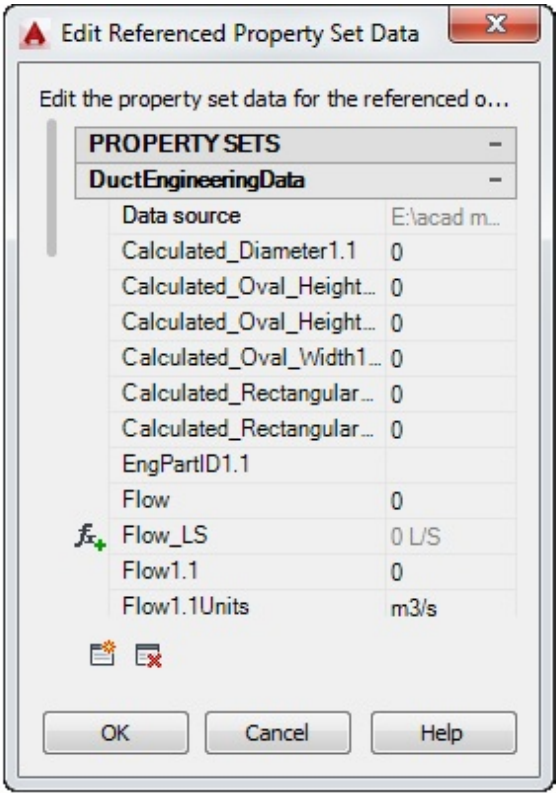 Edit Referenced Property Set Data
Edit the property set data for the referenced o...
PROPERTY SETS
DuctEngineeringData
Data source E:\acad m...
Calculated_Diameter1.1 0
Calculated_Oval_Height... 0
Calculated_Oval_Height... 0
Calculated_Oval_Width1... 0
Calculated_Rectangular... 0
Calculated_Rectangular... 0
EngPartID1.1
Flow 0
Flow_LS 0 L/S
Flow1.1 0
Flow1.1Units m3/s
OK Cancel Help